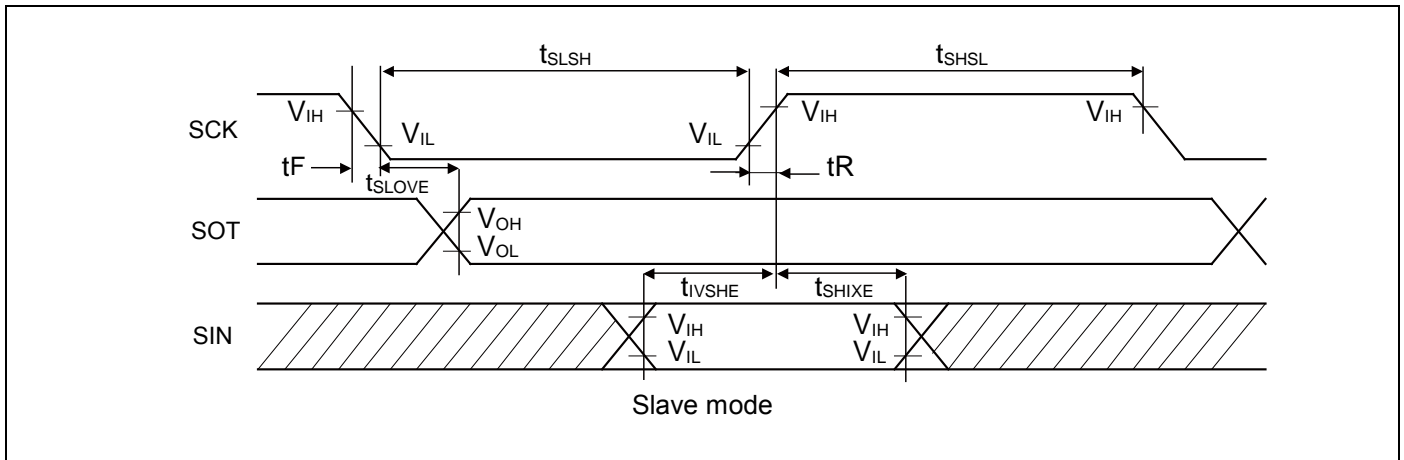 tSLSH tSHSL
SCK VIH VIL VIL VIH VIH
tF tSLOVE tR
SOT VOH
VOL
tIVSHE tSHIXE
SIN VIH VIH
VIL VIL
Slave mode